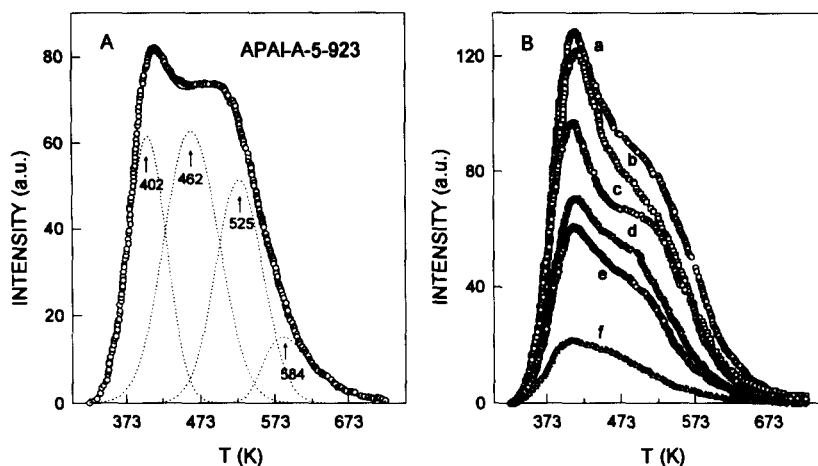 A
APAl-A-5-923
INTENSITY (a.u.)
80
60
40
20
0
402
462
525
584
373
473
573
673
T (K)
B
INTENSITY (a.u.)
120
80
40
0
a
b
c
d
e
f
373
473
573
673
T (K)